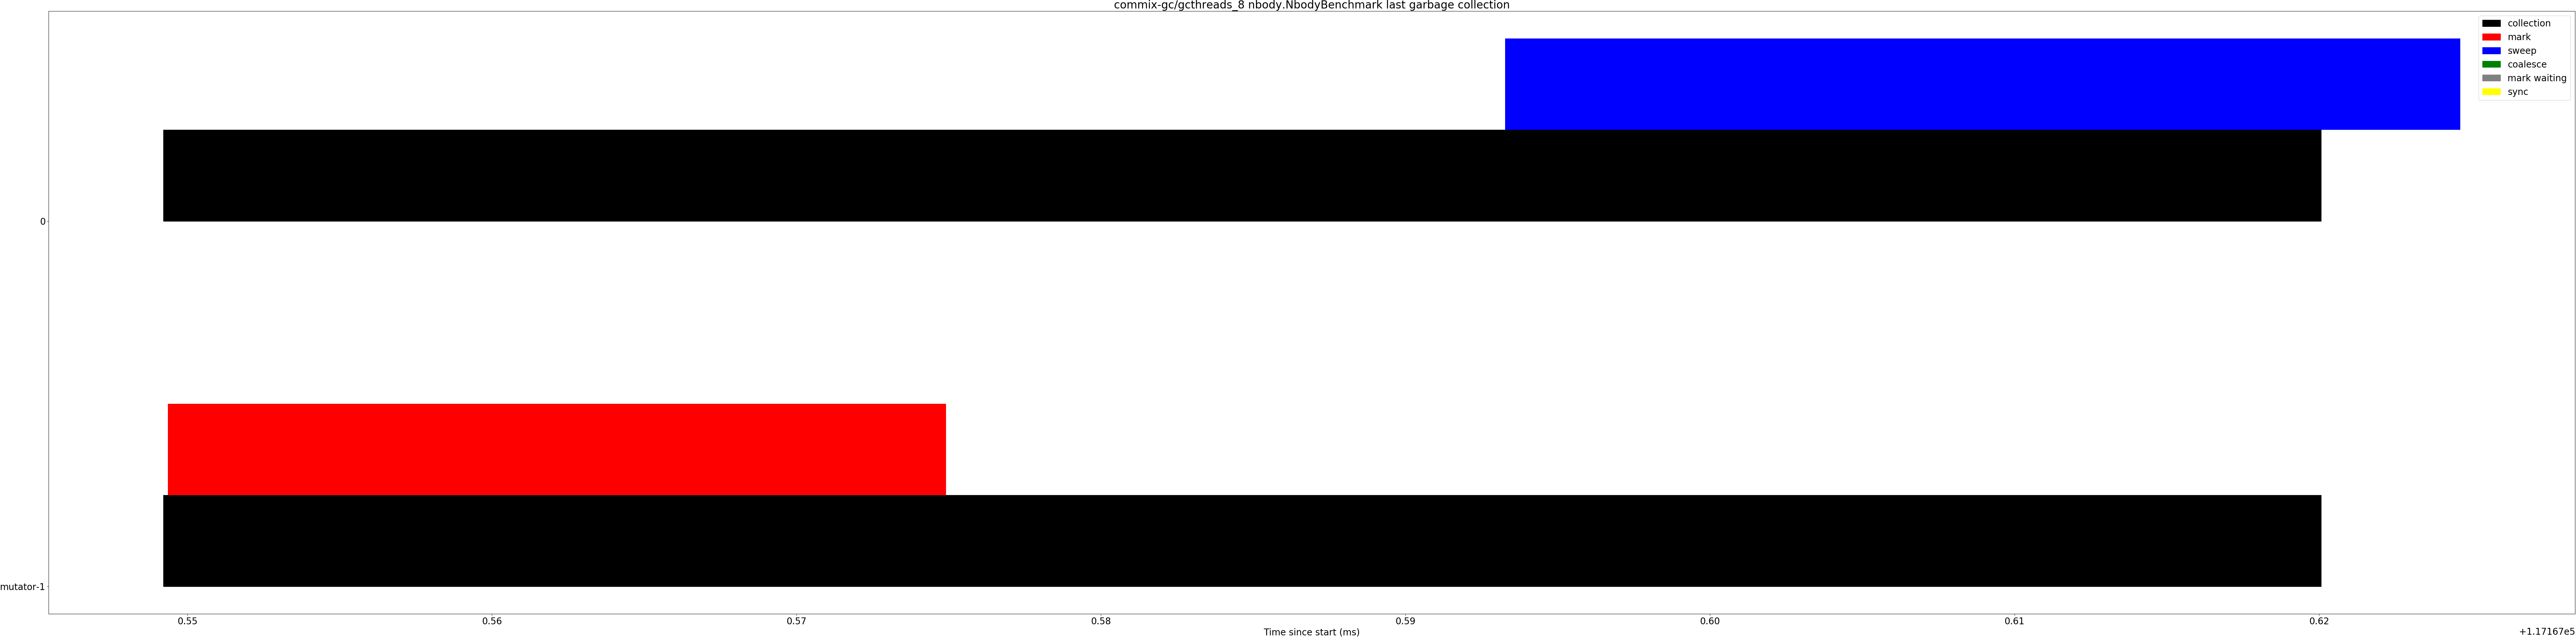 commix-gc/gcthreads_8 nbody.NbodyBenchmark last garbage collection
collection
mark
sweep
coalesce
mark waiting
sync
0
mutator-1
0.55 0.56 0.57 0.58 0.59 0.60 0.61 0.62
Time since start (ms)
+1.17167e5